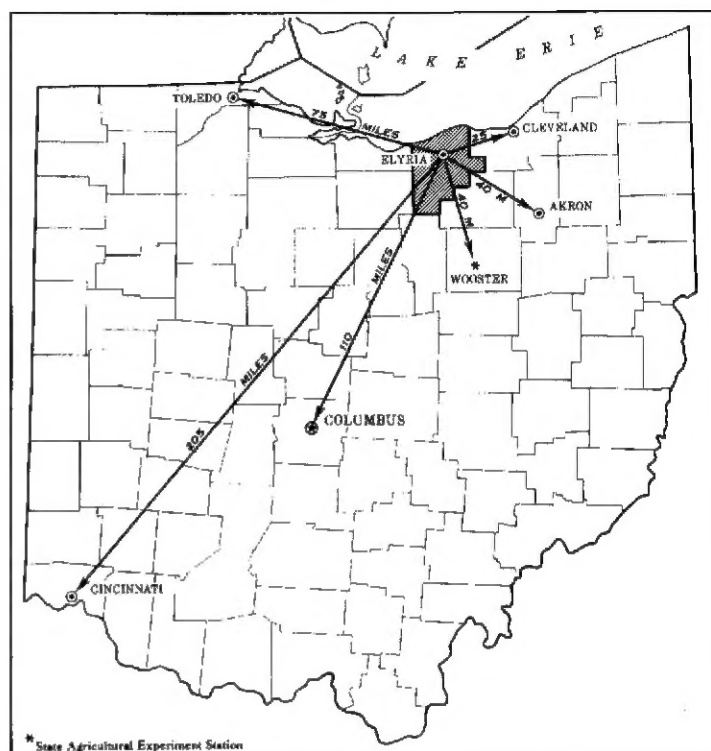 LAKE ERIE
TOLEDO
75 MILES
CLEVELAND
25
ELYRIA
40 M
AKRON
40 M
* WOOSTER
MILES
110
MILES
205
COLUMBUS
CINCINNATI
* State Agricultural Experiment Station